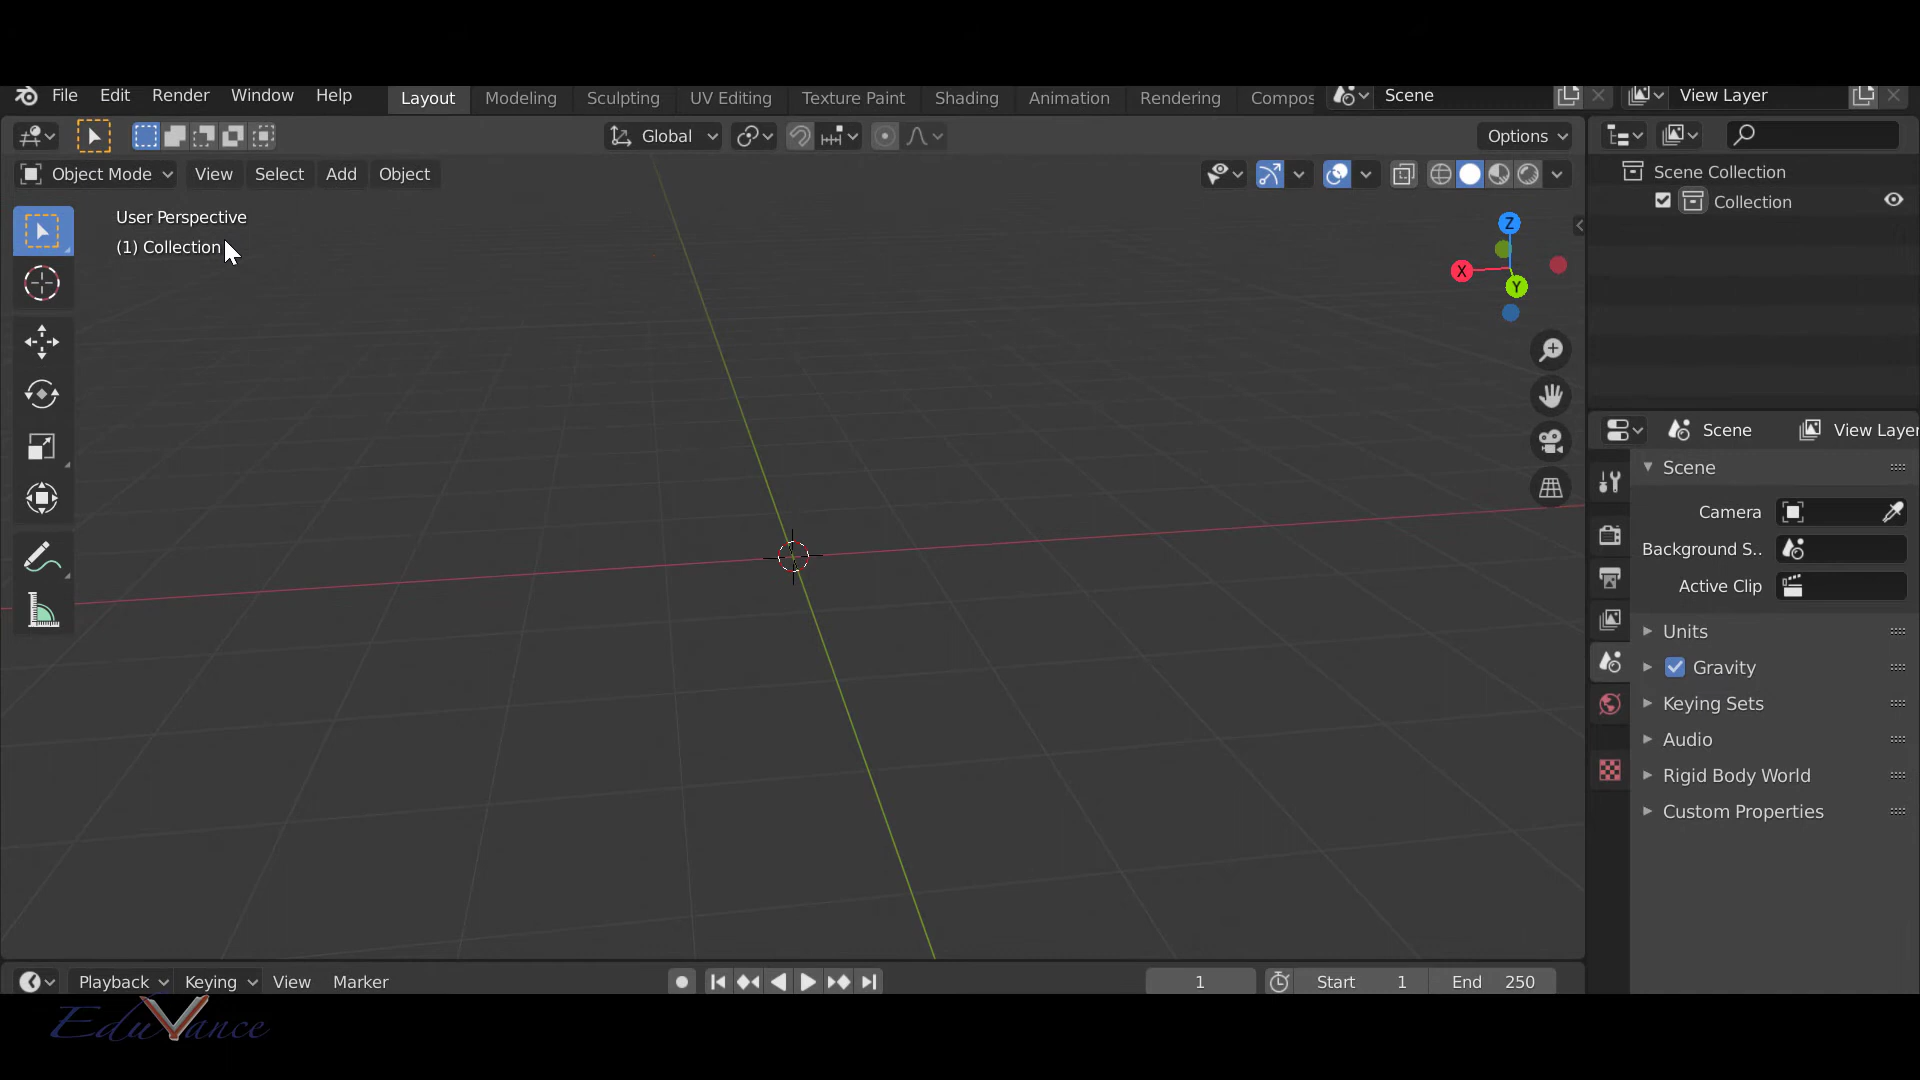 File Edit Render Window Help Layout Modeling Sculpting UV Editing Texture Paint Shading Animation Rendering Compos Scene View Layer
Global Options
Object Mode View Select Add Object
User Perspective
(1) Collection
Z
X
Y
Scene Collection
Collection
Scene View Layer
Scene
Camera
Background S..
Active Clip
Units
Gravity
Keying Sets
Audio
Rigid Body World
Custom Properties
Playback Keying View Marker 1 Start 1 End 250
EduVance